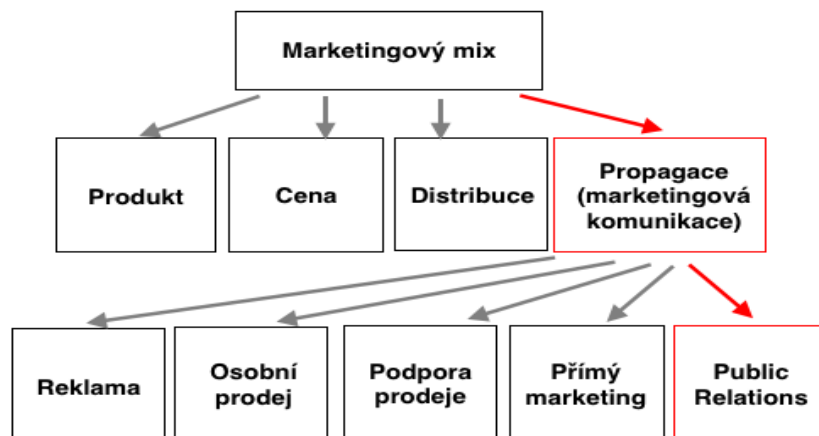 Marketingový mix
Produkt
Cena
Distribuce
Propagace
(marketingová
komunikace)
Reklama
Osobní
prodej
Podpora
prodeje
Přímý
marketing
Public
Relations